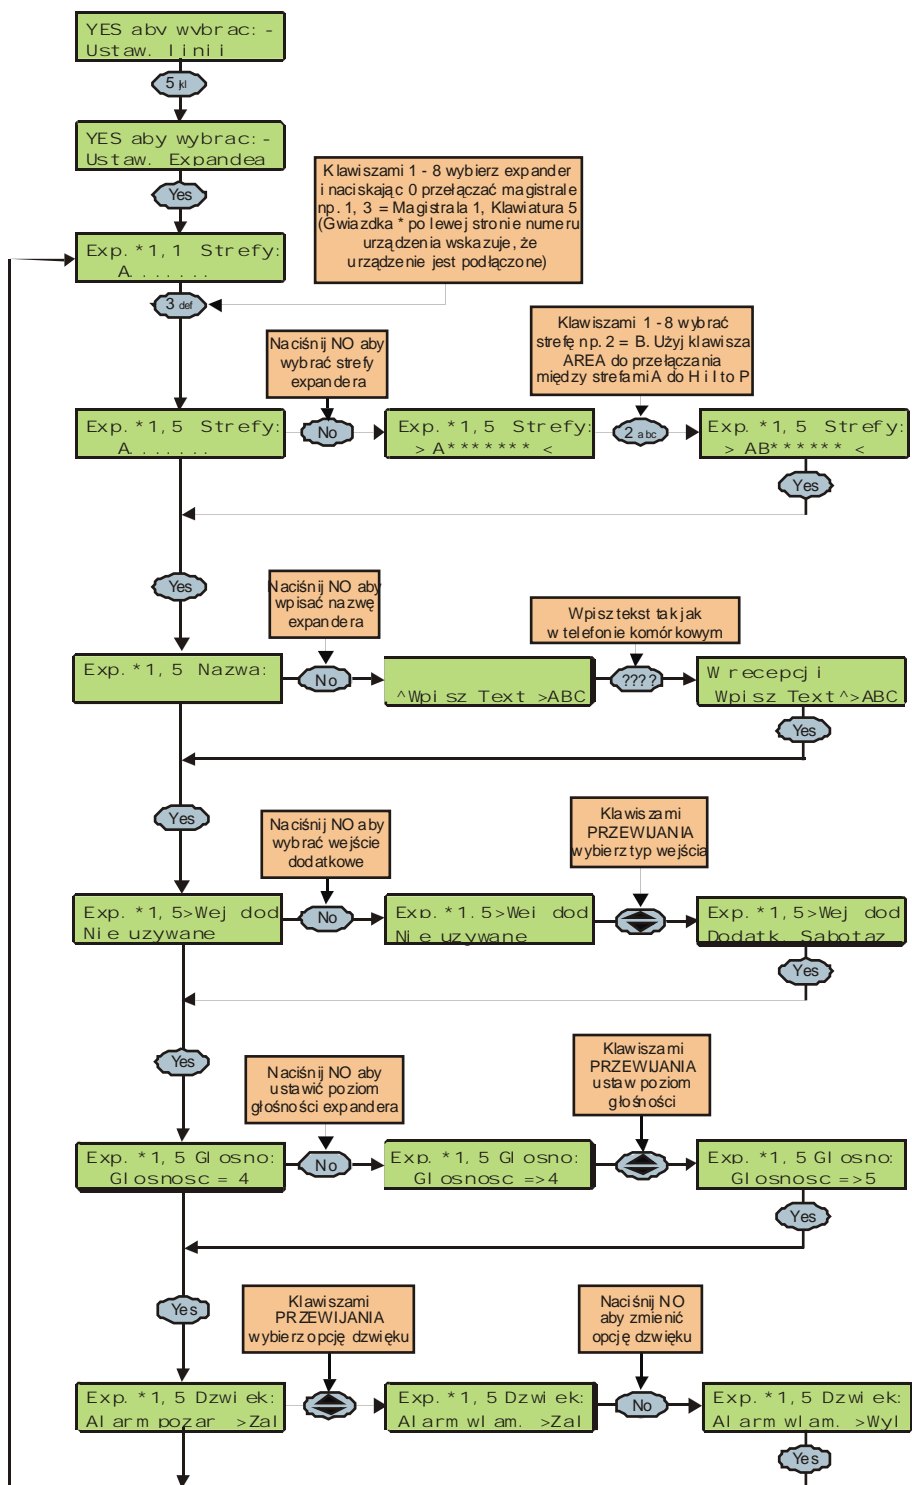 YES abv wvbrac: -
Ustaw. linii
5 jkl
YES aby wybrac: -
Ustaw. Expandea
Yes
Klawiszami 1 - 8 wybierz expander
i naciskając 0 przełączać magistrale
np. 1, 3 = Magistrala 1, Klawiatura 5
(Gwiazdka * po lewej stronie numeru
urządzenia wskazuje, że
urządzenie jest podłączone)
Exp. *1,1 Strefy:
A.......
3 def
Naciśnij NO aby
wybrać strefy
expandera
Klawiszami 1 - 8 wybrać
strefę np. 2 = B. Użyj klawisza
AREA do przełączania
między strefami A do H i I to P
Exp. *1,5 Strefy:
A.......
No
Exp. *1,5 Strefy:
> A******* <
2 abc
Exp. *1,5 Strefy:
> AB****** <
Yes
Yes
Naciśnij NO aby
wpisać nazwę
expandera
Wpisz tekst tak jak
w telefonie komórkowym
Exp. *1,5 Nazwa:
No
^Wpisz Text >ABC
????
W recepcji
Wpisz Text^>ABC
Yes
Yes
Naciśnij NO aby
wybrać wejście
dodatkowe
Klawiszami
PRZEWIJANIA
wybierz typ wejścia
Exp. *1,5>Wej dod
Nie uzywane
No
Exp. *1.5>Wei dod
Nie uzywane
Exp. *1,5>Wej dod
Dodatk. Sabotaz
Yes
Yes
Naciśnij NO aby
ustawić poziom
głośności expandera
Klawiszami
PRZEWIJANIA
ustaw poziom
głośności
Exp. *1,5 Glosno:
Glosnosc = 4
No
Exp. *1,5 Glosno:
Glosnosc =>4
Exp. *1,5 Glosno:
Glosnosc =>5
Yes
Yes
Klawiszami
PRZEWIJANIA
wybierz opcję dzwięku
Naciśnij NO
aby zmienić
opcję dzwięku
Exp. *1,5 Dzwiek:
Alarm pozar >Zal
Exp. *1,5 Dzwiek:
Alarm wlam. >Zal
No
Exp. *1,5 Dzwiek:
Alarm wlam. >Wyl
Yes